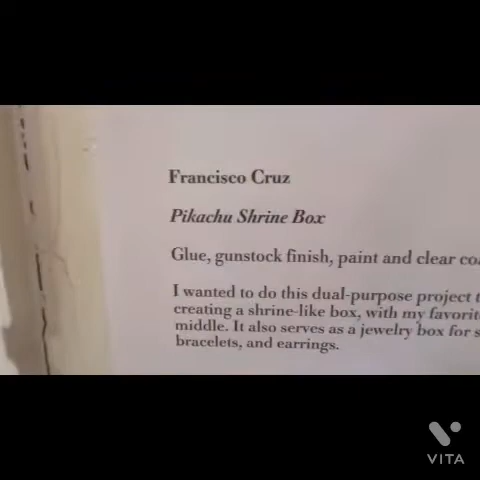 Francisco Cruz
Pikachu Shrine Box
Glue, gunstock finish, paint and clear
I wanted to do this dual-purpose project
creating a shrine-like box, with my
middle. It also serves as a jewelry box for
bracelets, and earrings.
VITA